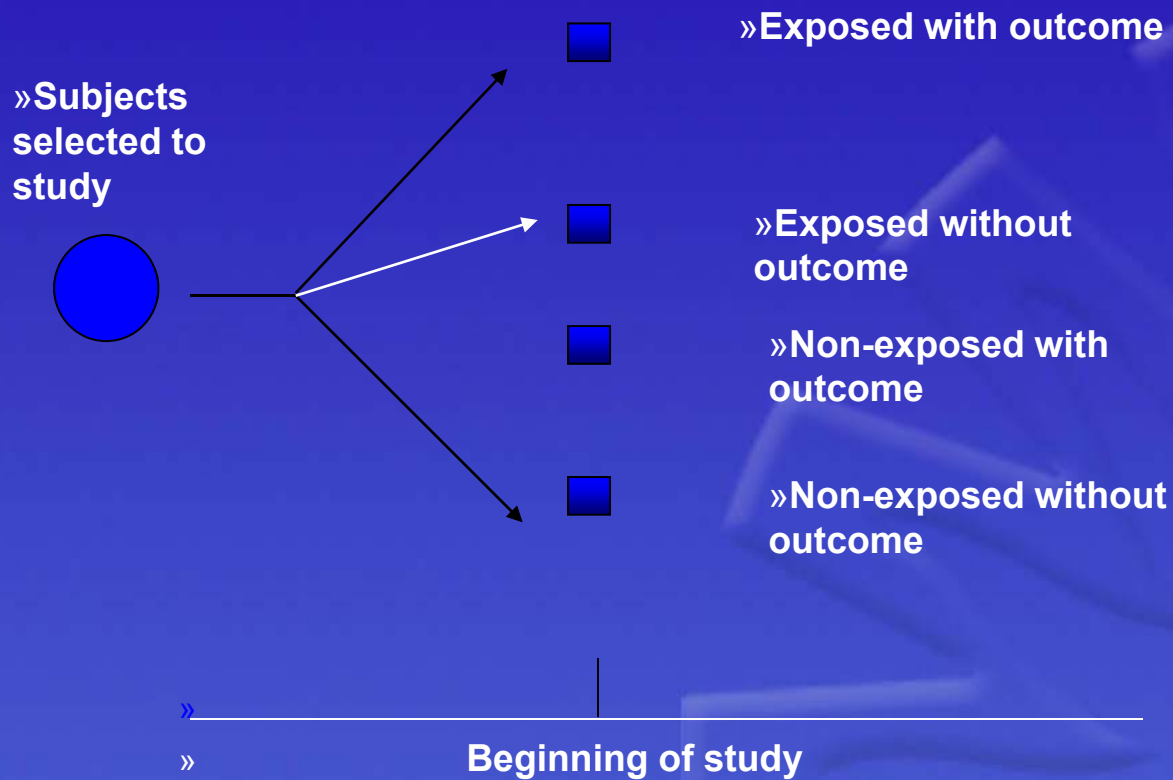 »Exposed with outcome
»Subjects
selected to
study
»Exposed without
outcome
»Non-exposed with
outcome
»Non-exposed without
outcome
»
» Beginning of study